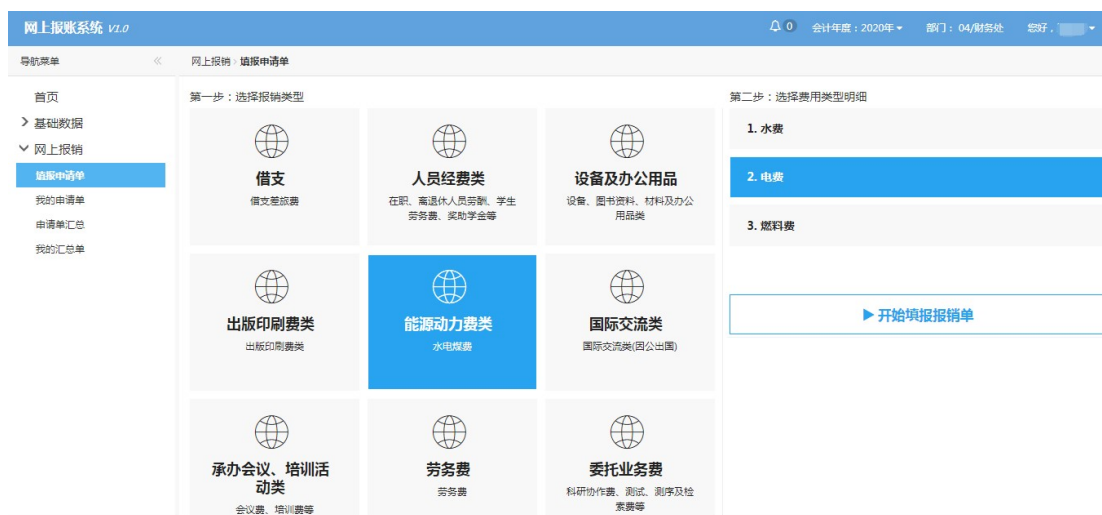 网上报账系统 V1.0
0 会计年度：2020年 部门：04/财务处 您好，
导航菜单
网上报销 > 填报申请单
首页
基础数据
网上报销
填报申请单
我的申请单
申请单汇总
我的汇总单
第一步：选择报销类型
借支
借支差旅费
人员经费类
在职、离退休人员劳酬、学生
劳务费、奖助学金等
设备及办公用品
设备、图书资料、材料及办公
用品类
出版印刷费类
出版印刷费类
能源动力费类
水电煤费
国际交流类
国际交流类(因公出国)
承办会议、培训活
动类
会议费、培训费等
劳务费
劳务费
委托业务费
科研协作费、测试、测序及检
索费等
第二步：选择费用类型明细
1. 水费
2. 电费
3. 燃料费
开始填报报销单